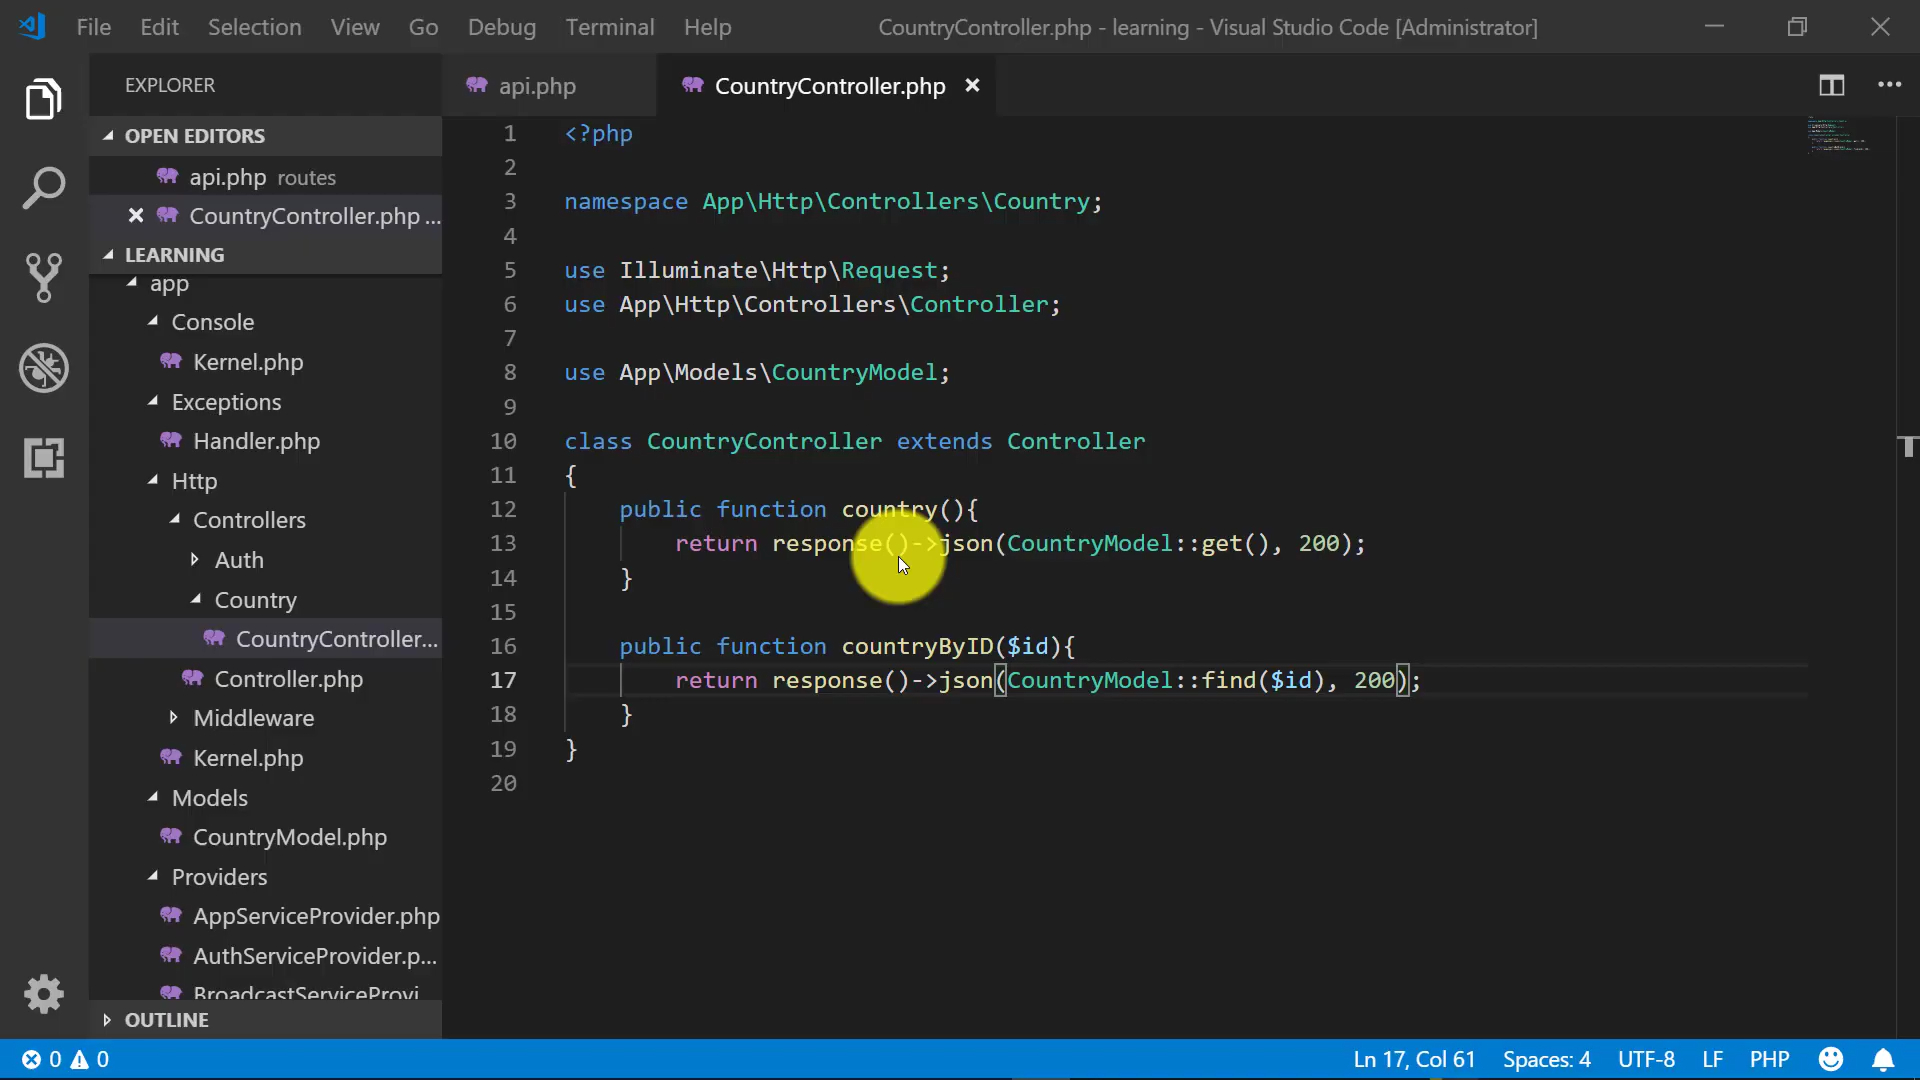 File Edit Selection View Go Debug Terminal Help CountryController.php - learning - Visual Studio Code [Administrator]
EXPLORER
OPEN EDITORS
api.php routes
CountryController.php ...
LEARNING
app
Console
Kernel.php
Exceptions
Handler.php
Http
Controllers
Auth
Country
CountryController...
Controller.php
Middleware
Kernel.php
Models
CountryModel.php
Providers
AppServiceProvider.php
AuthServiceProvider.p...
BroadcastServiceProvi
OUTLINE
api.php CountryController.php
1 <?php
2
3 namespace App\Http\Controllers\Country;
4
5 use Illuminate\Http\Request;
6 use App\Http\Controllers\Controller;
7
8 use App\Models\CountryModel;
9
10 class CountryController extends Controller
11 {
12 public function country(){
13 return response()->json(CountryModel::get(), 200);
14 }
15
16 public function countryByID($id){
17 return response()->json(CountryModel::find($id), 200);
18 }
19 }
20
0 0 Ln 17, Col 61 Spaces: 4 UTF-8 LF PHP